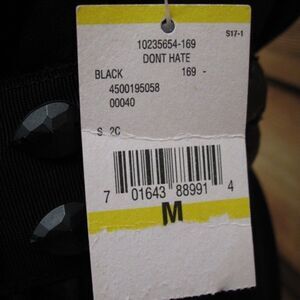 S17-1
10235654-169
DONT HATE
BLACK 169 -
4500195058
00040
S 2C
7 01643 88991 4
M